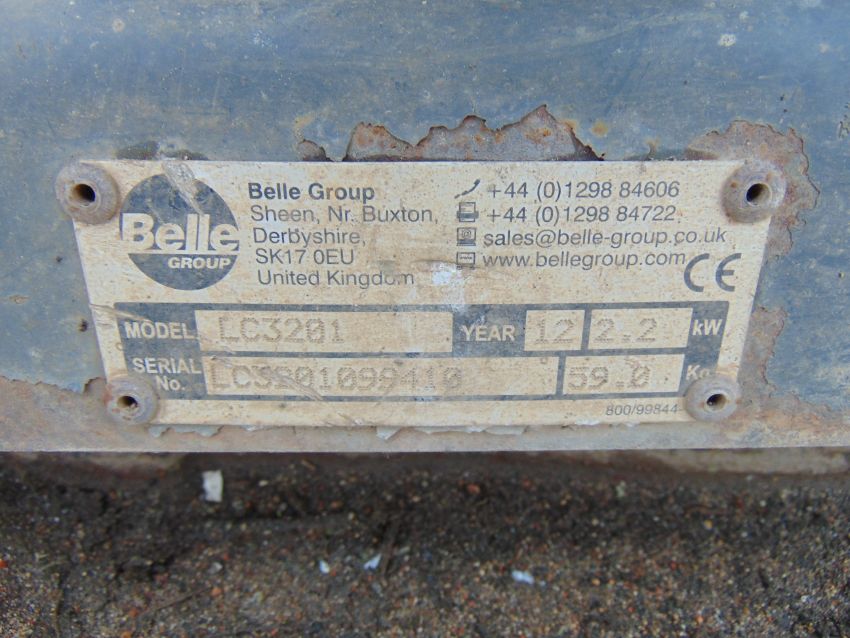 Belle
GROUP
Belle Group
Sheen, Nr. Buxton,
Derbyshire,
SK17 0EU
United Kingdom
+44 (0)1298 84606
+44 (0)1298 84722
sales@belle-group.co.uk
www.bellegroup.com
CE
MODEL LC3201 YEAR 12 2.2 kW
SERIAL No. LC3201099410 59.0 Kg
800/99844